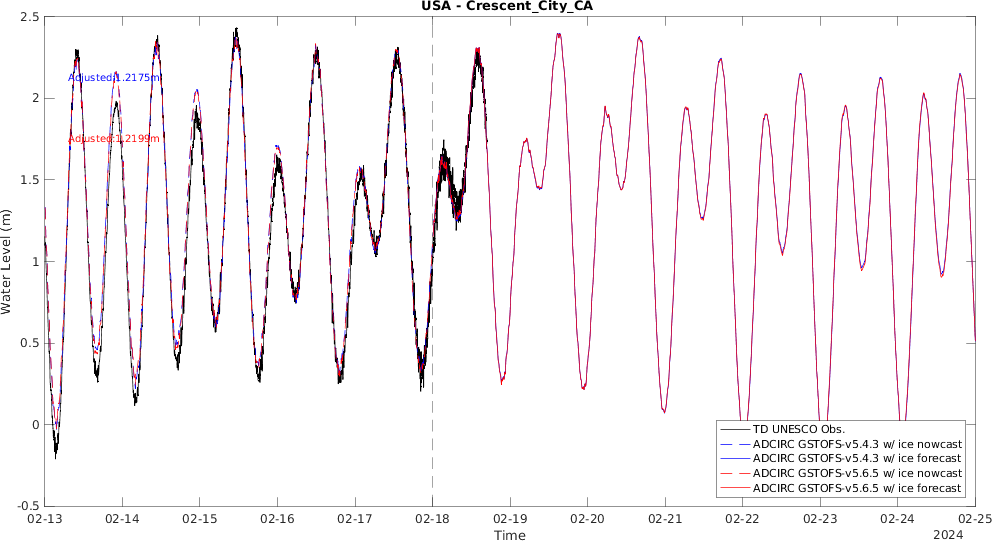 USA - Crescent_City_CA
2.5
2
1.5
1
0.5
0
-0.5
Water Level (m)
Adjusted:1.2175m
Adjusted:1.2199m
TD UNESCO Obs.
ADCIRC GSTOFS-v5.4.3 w/ ice nowcast
ADCIRC GSTOFS-v5.4.3 w/ ice forecast
ADCIRC GSTOFS-v5.6.5 w/ ice nowcast
ADCIRC GSTOFS-v5.6.5 w/ ice forecast
02-13 02-14 02-15 02-16 02-17 02-18 02-19 02-20 02-21 02-22 02-23 02-24 02-25
Time
2024